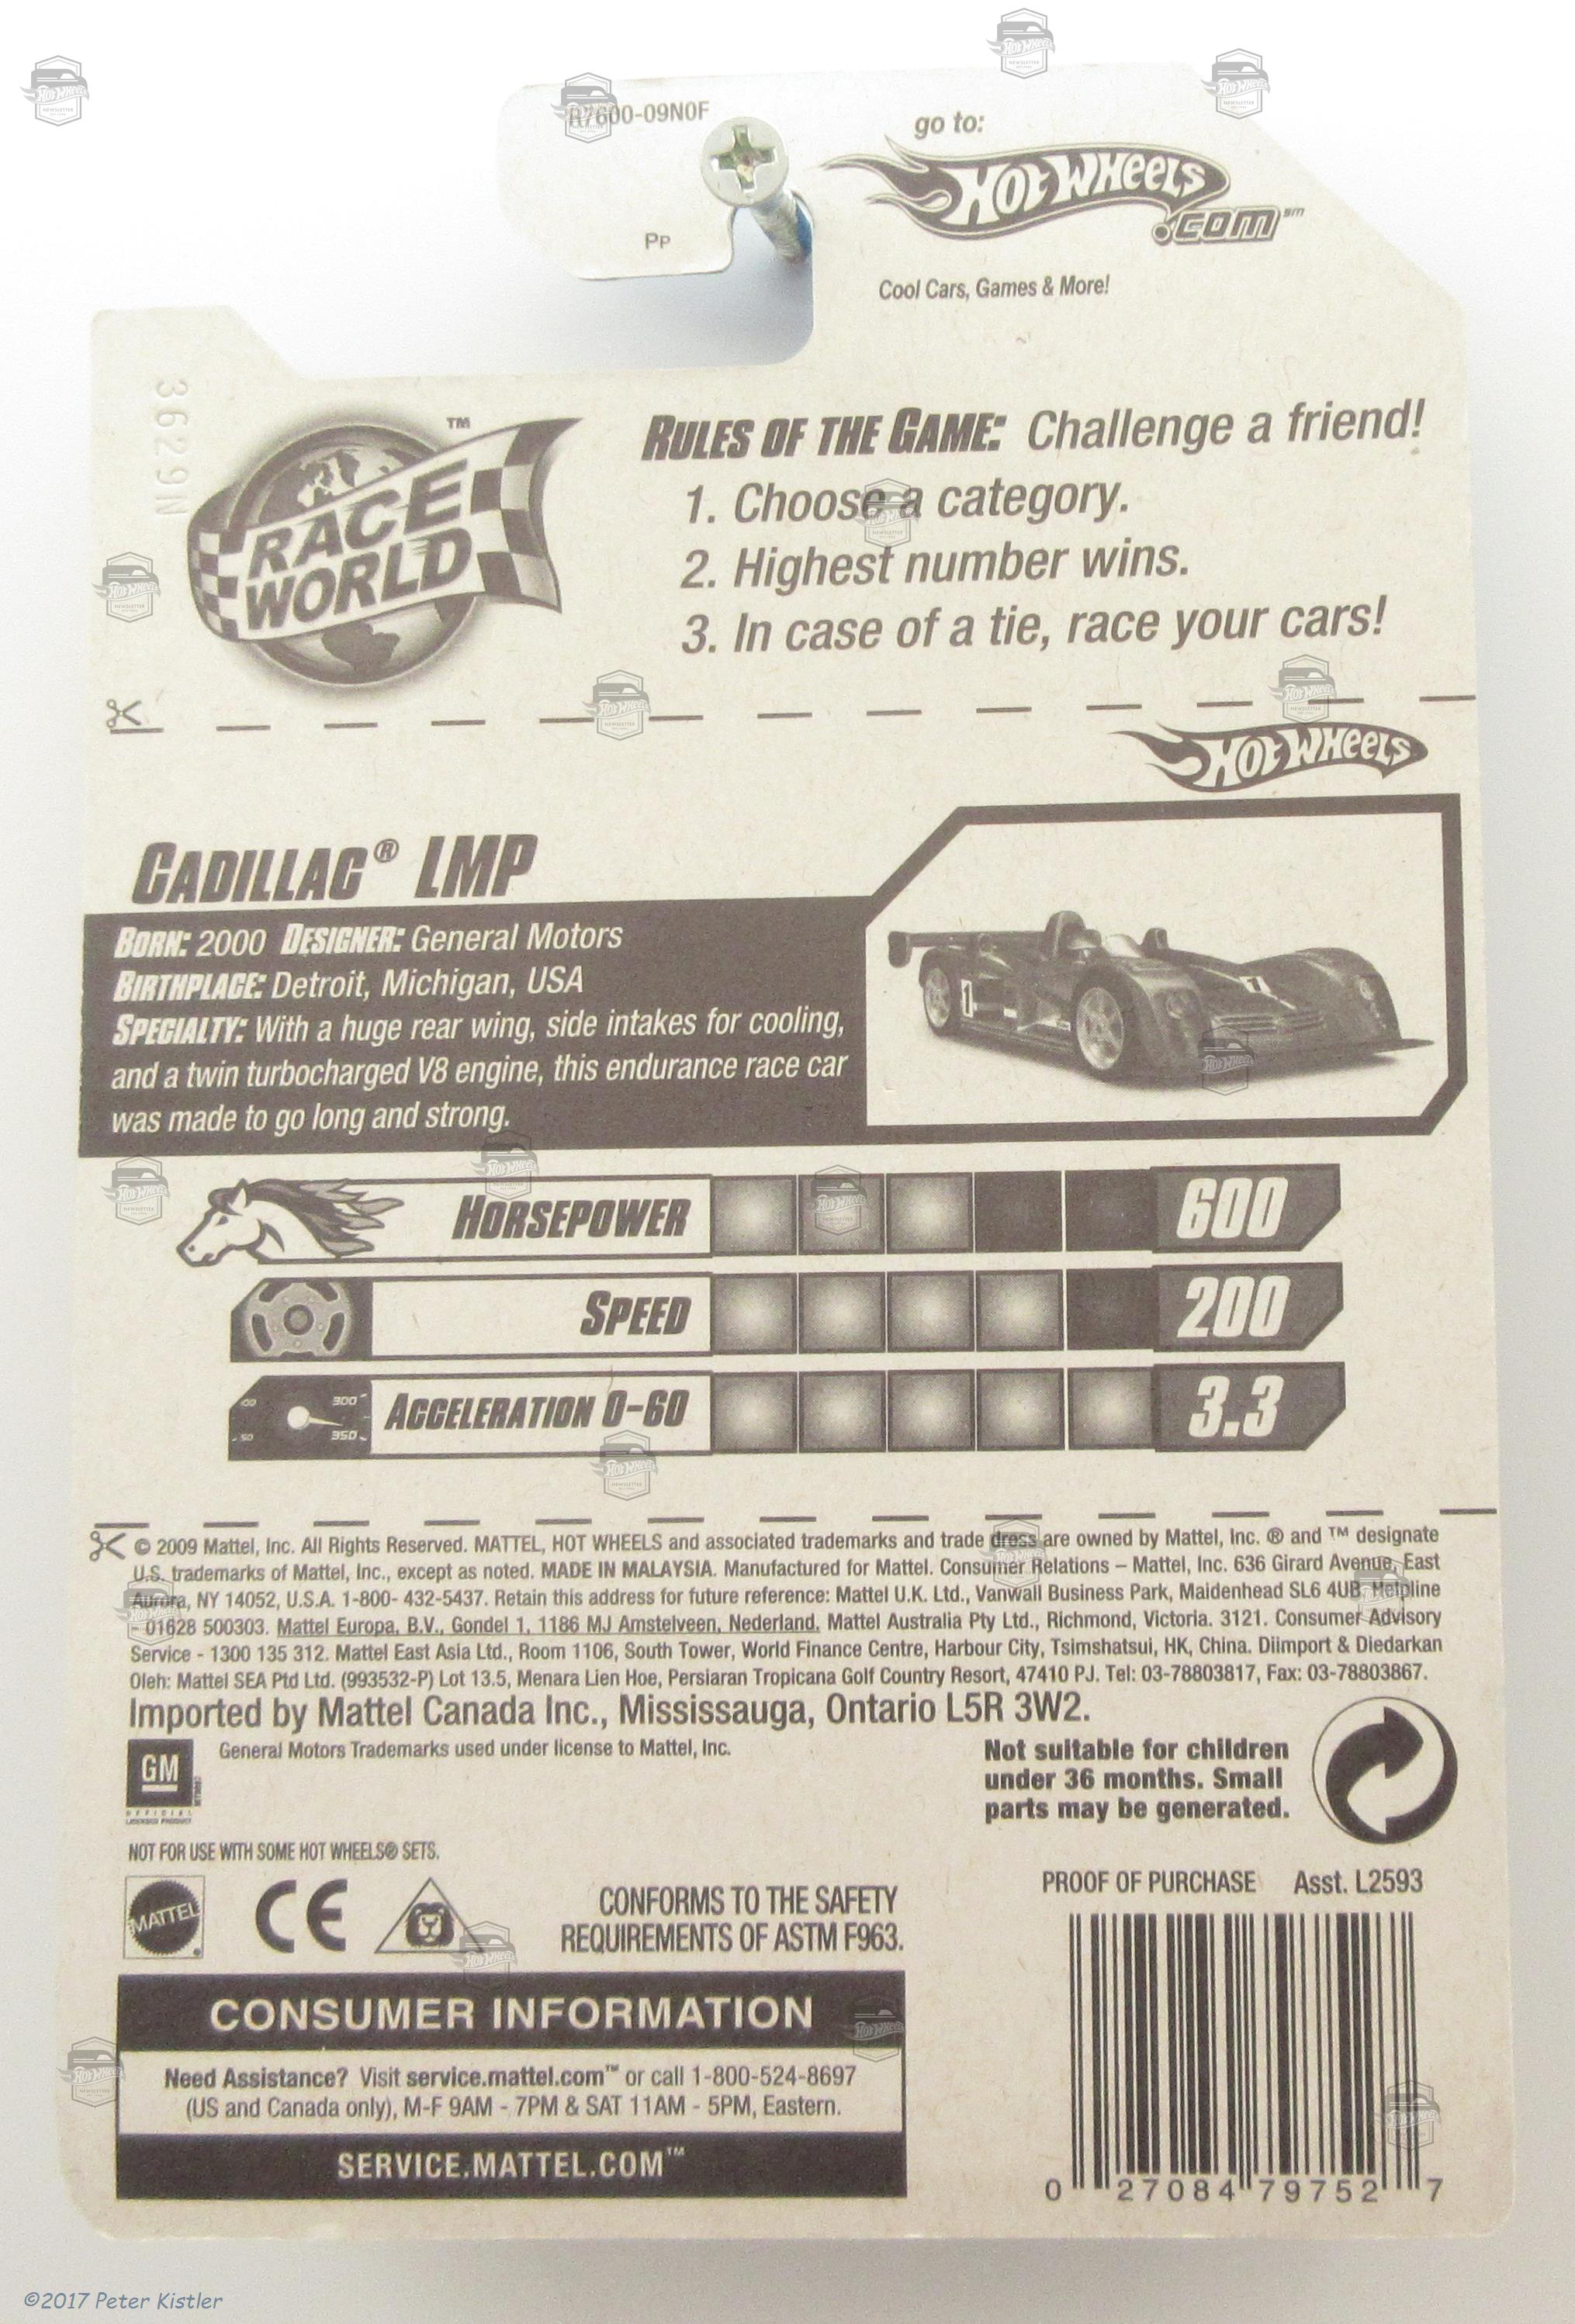 R7600-09N0F
Pp
go to:
Hot Wheels
.com℠
Cool Cars, Games & More!
3629N
RACE WORLD™
RULES OF THE GAME: Challenge a friend!
1. Choose a category.
2. Highest number wins.
3. In case of a tie, race your cars!
Hot Wheels
CADILLAC® LMP
BORN: 2000 DESIGNER: General Motors
BIRTHPLACE: Detroit, Michigan, USA
SPECIALTY: With a huge rear wing, side intakes for cooling,
and a twin turbocharged V8 engine, this endurance race car
was made to go long and strong.
1
HORSEPOWER 600
SPEED 200
300
350
50
ACCELERATION 0-60 3.3
© 2009 Mattel, Inc. All Rights Reserved. MATTEL, HOT WHEELS and associated trademarks and trade dress are owned by Mattel, Inc. ® and ™ designate
U.S. trademarks of Mattel, Inc., except as noted. MADE IN MALAYSIA. Manufactured for Mattel. Consumer Relations – Mattel, Inc. 636 Girard Avenue, East
Aurora, NY 14052, U.S.A. 1-800- 432-5437. Retain this address for future reference: Mattel U.K. Ltd., Vanwall Business Park, Maidenhead SL6 4UB. Helpline
- 01628 500303. Mattel Europa, B.V., Gondel 1, 1186 MJ Amstelveen, Nederland. Mattel Australia Pty Ltd., Richmond, Victoria. 3121. Consumer Advisory
Service - 1300 135 312. Mattel East Asia Ltd., Room 1106, South Tower, World Finance Centre, Harbour City, Tsimshatsui, HK, China. Diimport & Diedarkan
Oleh: Mattel SEA Ptd Ltd. (993532-P) Lot 13.5, Menara Lien Hoe, Persiaran Tropicana Golf Country Resort, 47410 PJ. Tel: 03-78803817, Fax: 03-78803867.
Imported by Mattel Canada Inc., Mississauga, Ontario L5R 3W2.
GM
OFFICIAL
LICENSED PRODUCT
General Motors Trademarks used under license to Mattel, Inc.
Not suitable for children
under 36 months. Small
parts may be generated.
NOT FOR USE WITH SOME HOT WHEELS® SETS.
MATTEL
CE
CONFORMS TO THE SAFETY
REQUIREMENTS OF ASTM F963.
PROOF OF PURCHASE Asst. L2593
CONSUMER INFORMATION
Need Assistance? Visit service.mattel.com™ or call 1-800-524-8697
(US and Canada only), M-F 9AM - 7PM & SAT 11AM - 5PM, Eastern.
SERVICE.MATTEL.COM™
0 27084 79752 7
©2017 Peter Kistler